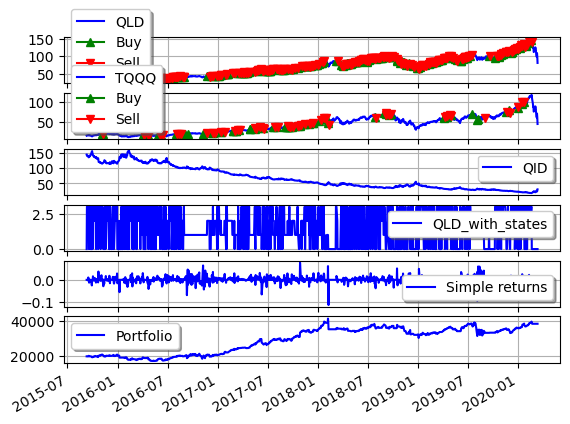 QLD
Buy
Sell
150
100
50
TQQQ
Buy
Sell
100
50
150
100
50
QID
2.5
0.0
QLD_with_states
0.0
−0.1
Simple returns
40000
20000
Portfolio
2015-07
2016-01
2016-07
2017-01
2017-07
2018-01
2018-07
2019-01
2019-07
2020-01